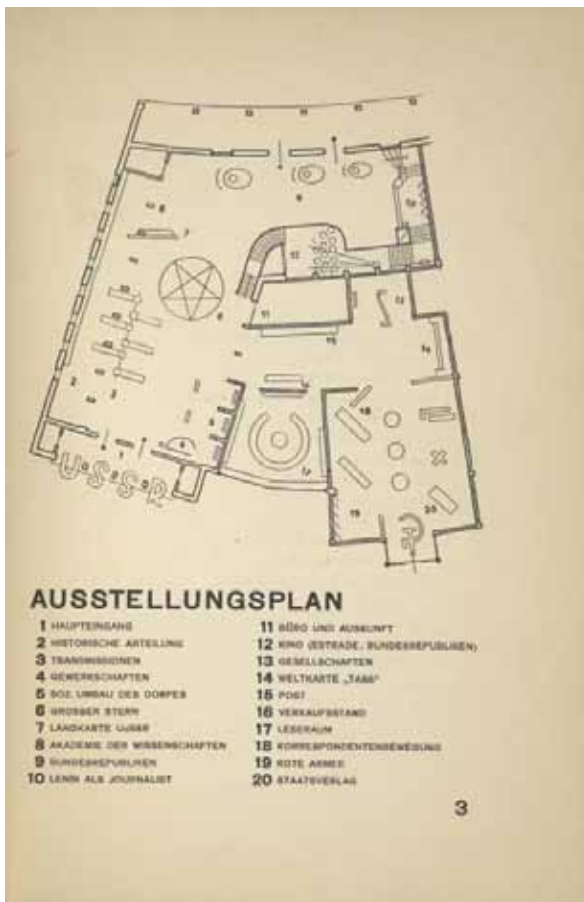 USSR
AUSSTELLUNGSPLAN
1 HAUPTEINGANG
2 HISTORISCHE ABTEILUNG
3 TRANSMISSIONEN
4 GEWERKSCHAFTEN
5 SOZ. UMBAU DES DORFES
6 GROSSER STERN
7 LANDKARTE UdSSR
8 AKADEMIE DER WISSENSCHAFTEN
9 BUNDESREPUBLIKEN
10 LENIN ALS JOURNALIST
11 BÜRO UND AUSKUNFT
12 KINO (ESTRADE, BUNDESREPUBLIKEN)
13 GESELLSCHAFTEN
14 WELTKARTE „TASS“
15 POST
16 VERKAUFSSTAND
17 LESERAUM
18 KORRESPONDENTENBEWEGUNG
19 ROTE ARMEE
20 STAATSVERLAG
3